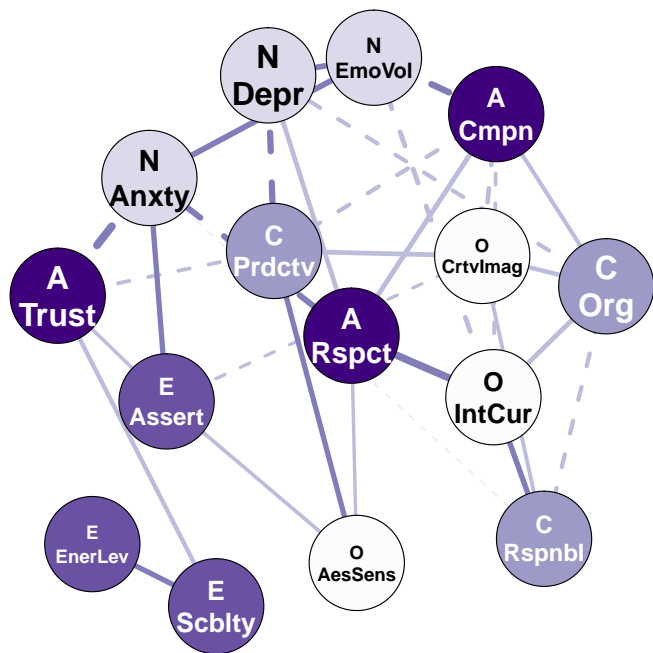 N
EmoVol
N
Depr
A
Cmpn
N
Anxty
C
Prdctv
O
CrtvImag
C
Org
A
Trust
A
Rspct
E
Assert
O
IntCur
E
EnerLev
C
Rspnbl
O
AesSens
E
Scblty